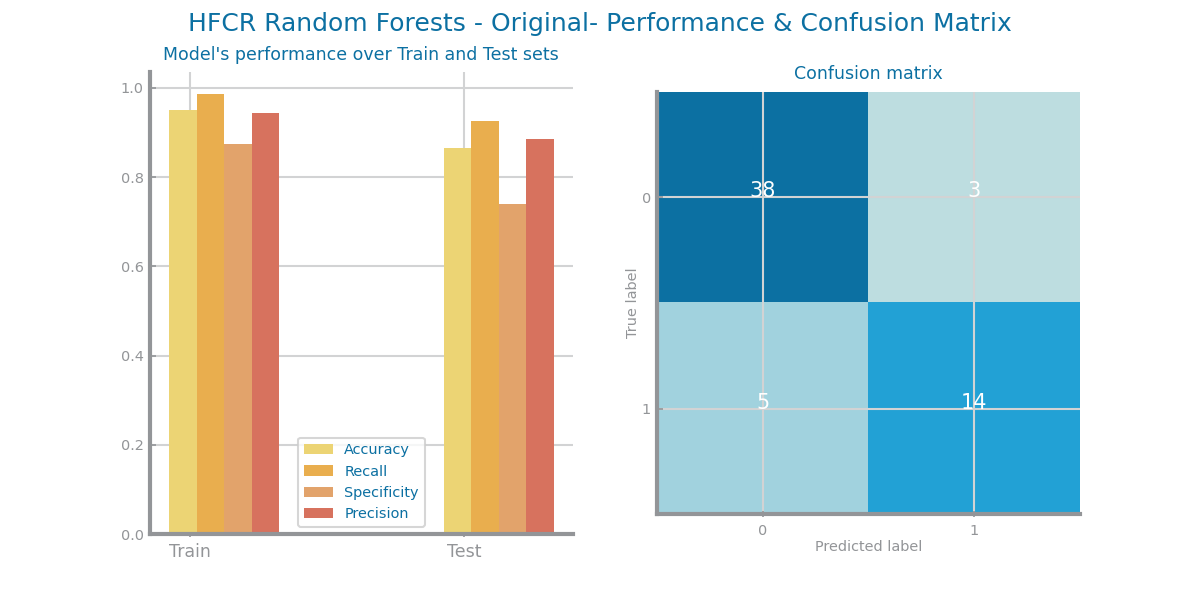 HFCR Random Forests - Original- Performance & Confusion Matrix
Model's performance over Train and Test sets
1.0
0.8
0.6
0.4
0.2
0.0
Train
Test
Accuracy
Recall
Specificity
Precision
Confusion matrix
True label
0
1
38
3
5
14
0
1
Predicted label